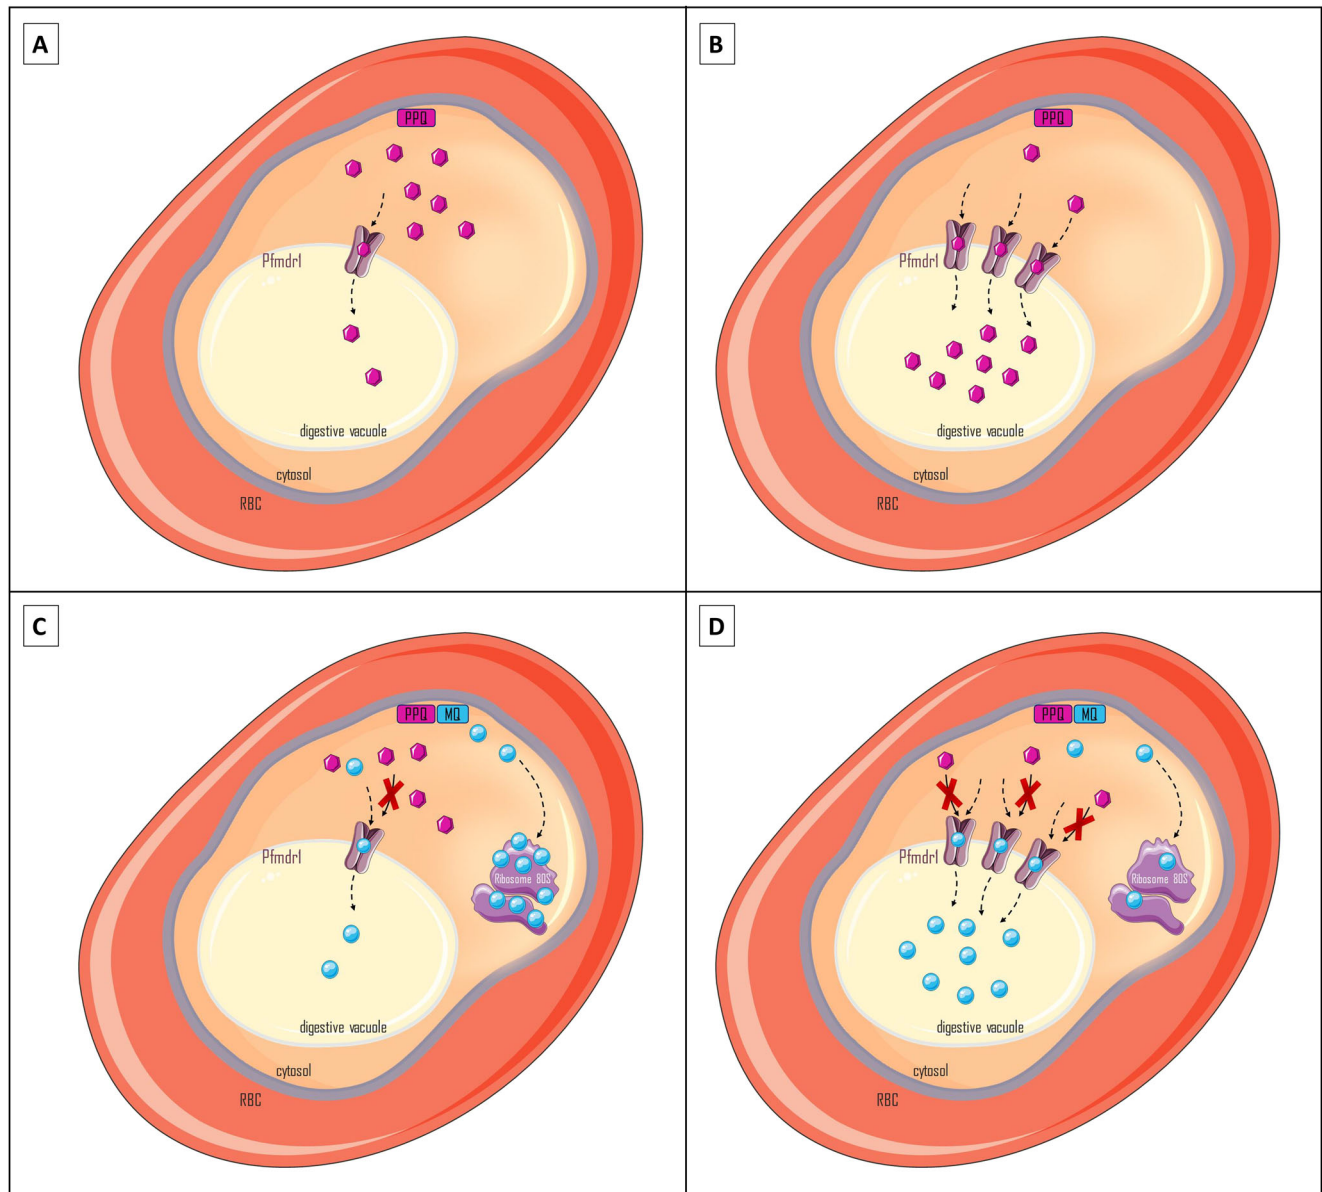 A
PPQ
Pfmdr1
digestive vacuole
cytosol
RBC
B
PPQ
Pfmdr1
digestive vacuole
cytosol
RBC
C
PPQ MQ
Pfmdr1
Ribosome 80S
digestive vacuole
cytosol
RBC
D
PPQ MQ
Pfmdr1
Ribosome 80S
digestive vacuole
cytosol
RBC